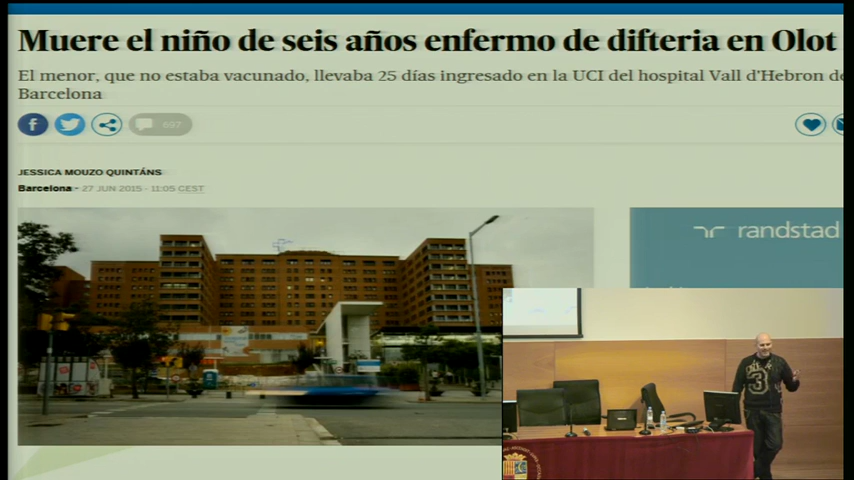 Muere el niño de seis años enfermo de difteria en Olot
El menor, que no estaba vacunado, llevaba 25 días ingresado en la UCI del hospital Vall d'Hebron de
Barcelona
697
JESSICA MOUZO QUINTÁNS
Barcelona - 27 JUN 2015 - 11:05 CEST
randstad
3